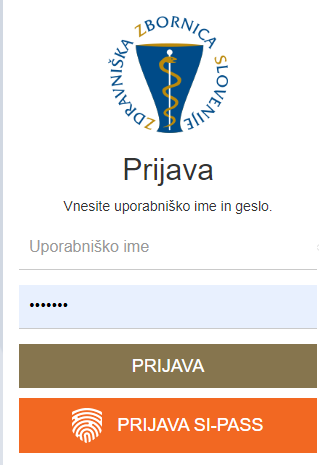 ZDRAVNIŠKA ZBORNICA SLOVENIJE
Prijava
Vnesite uporabniško ime in geslo.
Uporabniško ime
•••••••
PRIJAVA
PRIJAVA SI-PASS